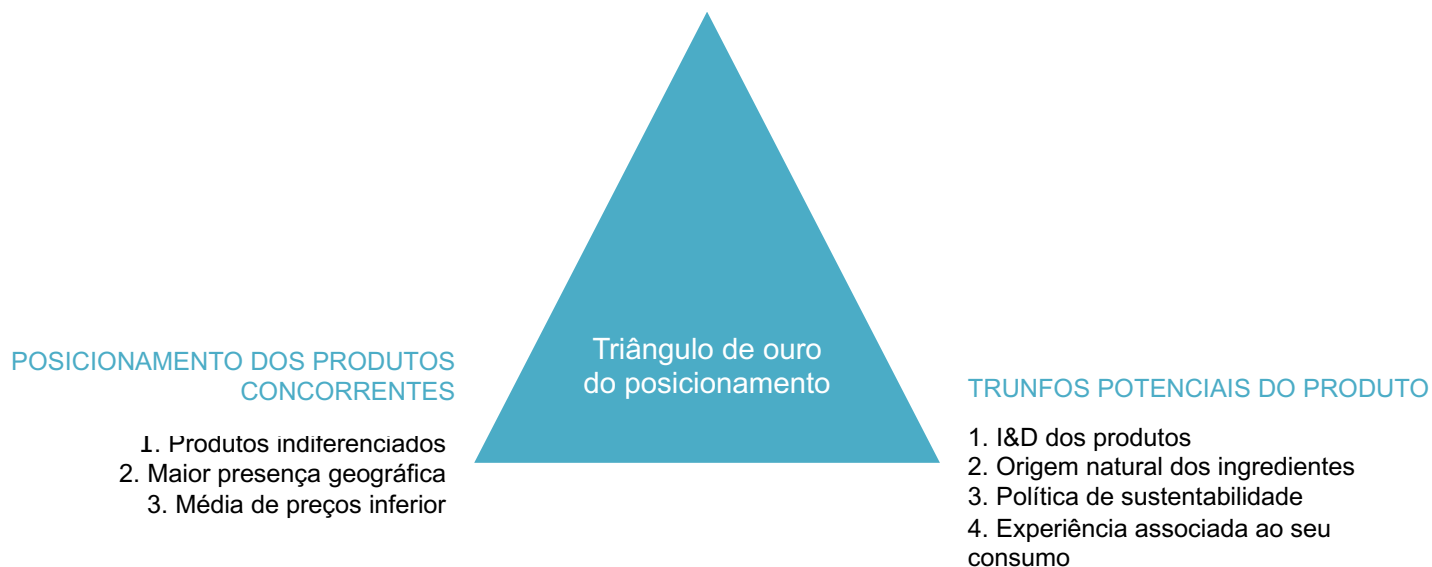 Triângulo de ouro
do posicionamento
POSICIONAMENTO DOS PRODUTOS
CONCORRENTES
1. Produtos indiferenciados
2. Maior presença geográfica
3. Média de preços inferior
TRUNFOS POTENCIAIS DO PRODUTO
1. I&D dos produtos
2. Origem natural dos ingredientes
3. Política de sustentabilidade
4. Experiência associada ao seu
consumo